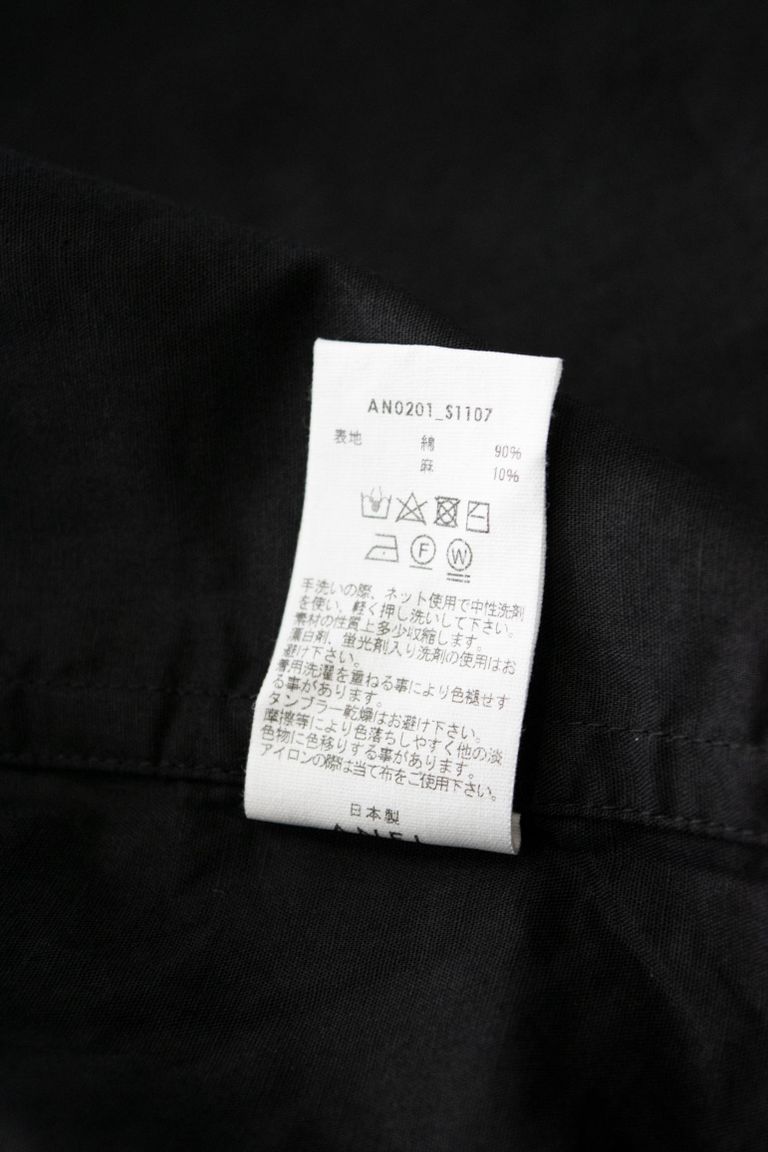 AN0201_S1107
表地 綿 90%
麻 10%
F W
手洗いの際、ネット使用で中性洗剤
を使い、軽く押し洗いして下さい。
素材の性質上多少収縮します。
漂白剤、蛍光剤入り洗剤の使用はお
避け下さい。
着用洗濯を重ねる事により色褪せす
る事があります。
タンブラー乾燥はお避け下さい。
摩擦等により色落ちしやすく他の淡
色物に色移りする事があります。
アイロンの際は当て布をご使用下さい。
日本製